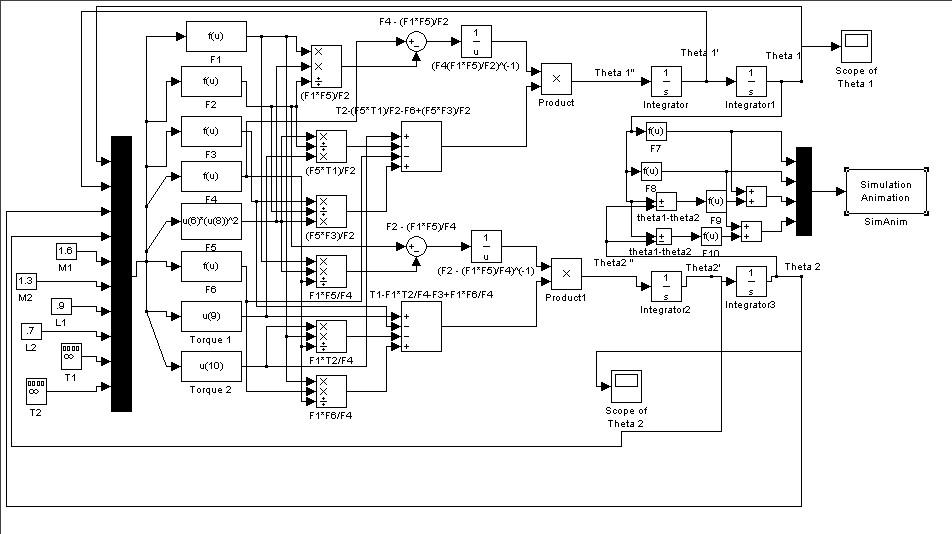 f(u)
F1
f(u)
F2
f(u)
F3
f(u)
F4
u(6)*(u(8))^2
F5
f(u)
F6
u(9)
Torque 1
u(10)
Torque 2
1.6
M1
1.3
M2
.9
L1
.7
L2
T1
T2
×
×
÷
(F1*F5)/F2
×
÷
×
(F5*T1)/F2
×
÷
×
(F5*F3)/F2
×
×
÷
F1*F5/F4
×
×
÷
F1*T2/F4
×
×
÷
F1*F6/F4
F4 - (F1*F5)/F2
1
u
(F4(F1*F5)/F2)^(-1)
T2-(F5*T1)/F2-F6+(F5*F3)/F2
+
−
−
+
F2 - (F1*F5)/F4
1
u
(F2 - (F1*F5)/F4)^(-1)
T1-F1*T2/F4-F3+F1*F6/F4
+
−
−
+
×
Product
×
Product1
Theta 1''
1
s
Integrator
Theta 1'
1
s
Integrator1
Theta 1
Scope of
Theta 1
f(u)
F7
f(u)
F8
+
±
theta1-theta2
f(u)
F9
+
+
±
theta1-theta2
f(u)
F10
+
+
Simulation
Animation
SimAnim
Theta2 ''
1
s
Integrator2
Theta2'
1
s
Integrator3
Theta 2
Scope of
Theta 2